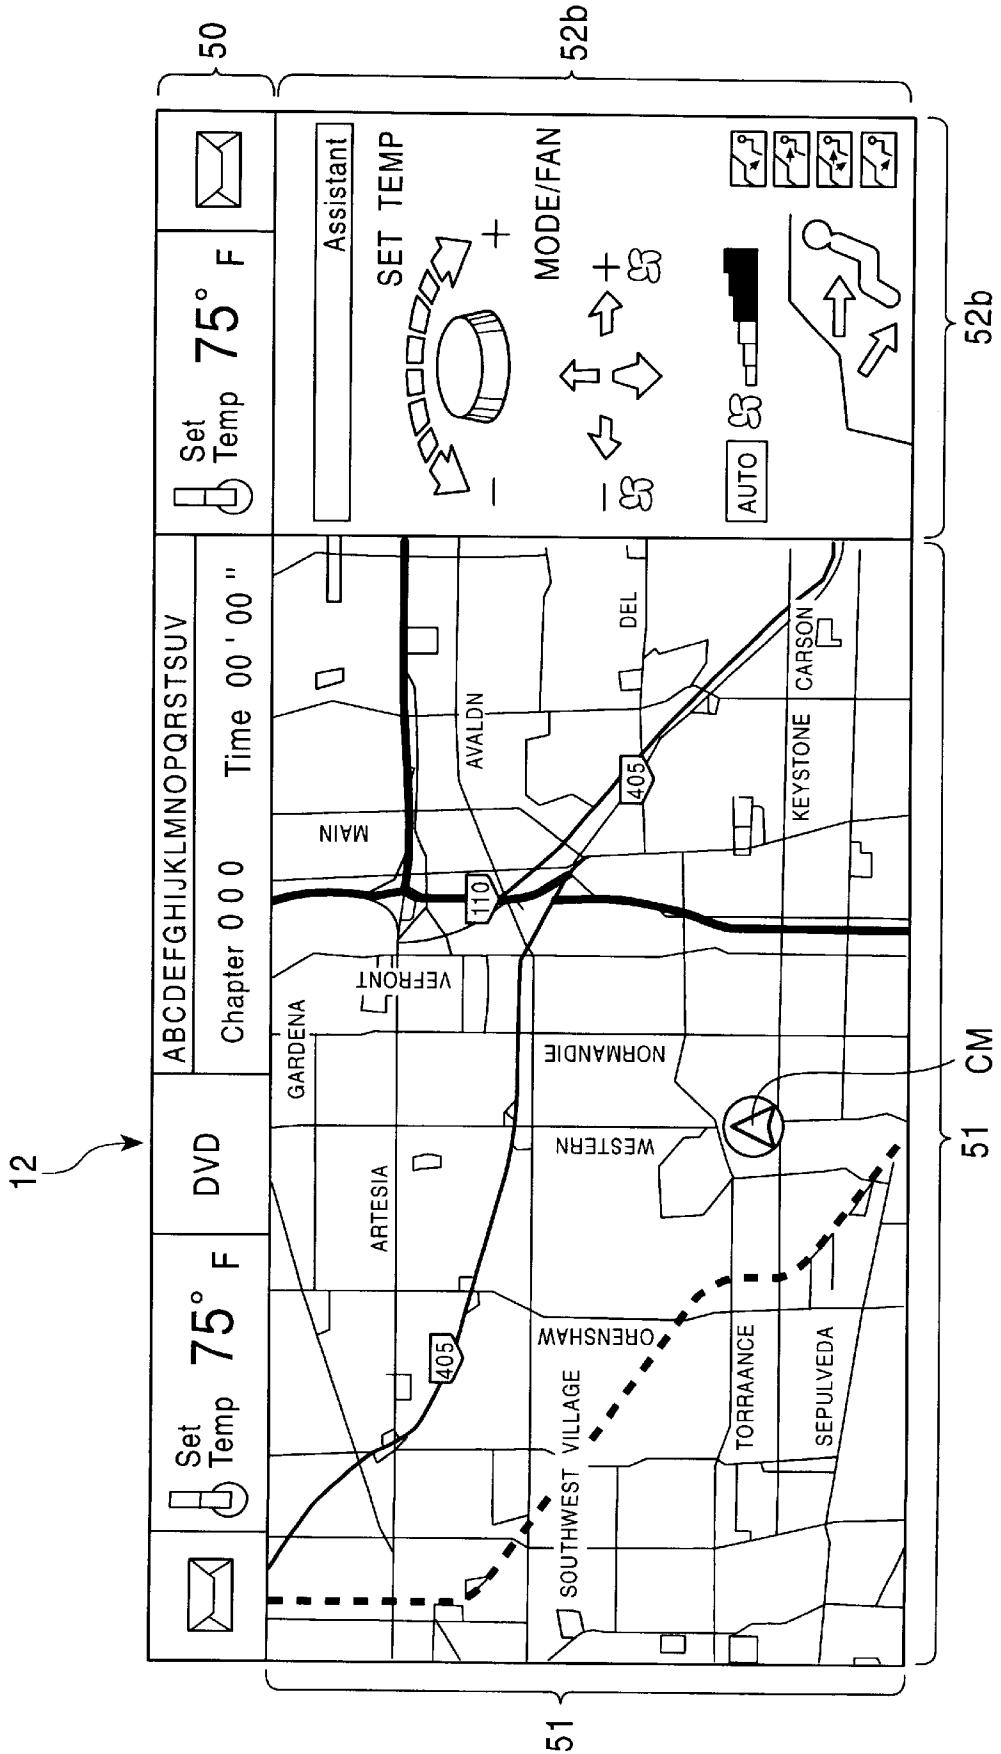 12
50
Set
Temp 75° F
DVD
ABCDEFGHIJKLMNOPQRSTSUV
Chapter 0 0 0 Time 00 ' 00 "
Set
Temp 75° F
52b
Assistant
SET TEMP
− +
MODE/FAN
− +
AUTO
52b
GARDENA
MAIN
VEFRONT
ARTESIA
AVALDN
110
405
405
NORMANDIE
WESTERN
ORENSHAW
DEL
SOUTHWEST VILLAGE
TORRAANCE
KEYSTONE
CARSON
SEPULVEDA
51
51
CM